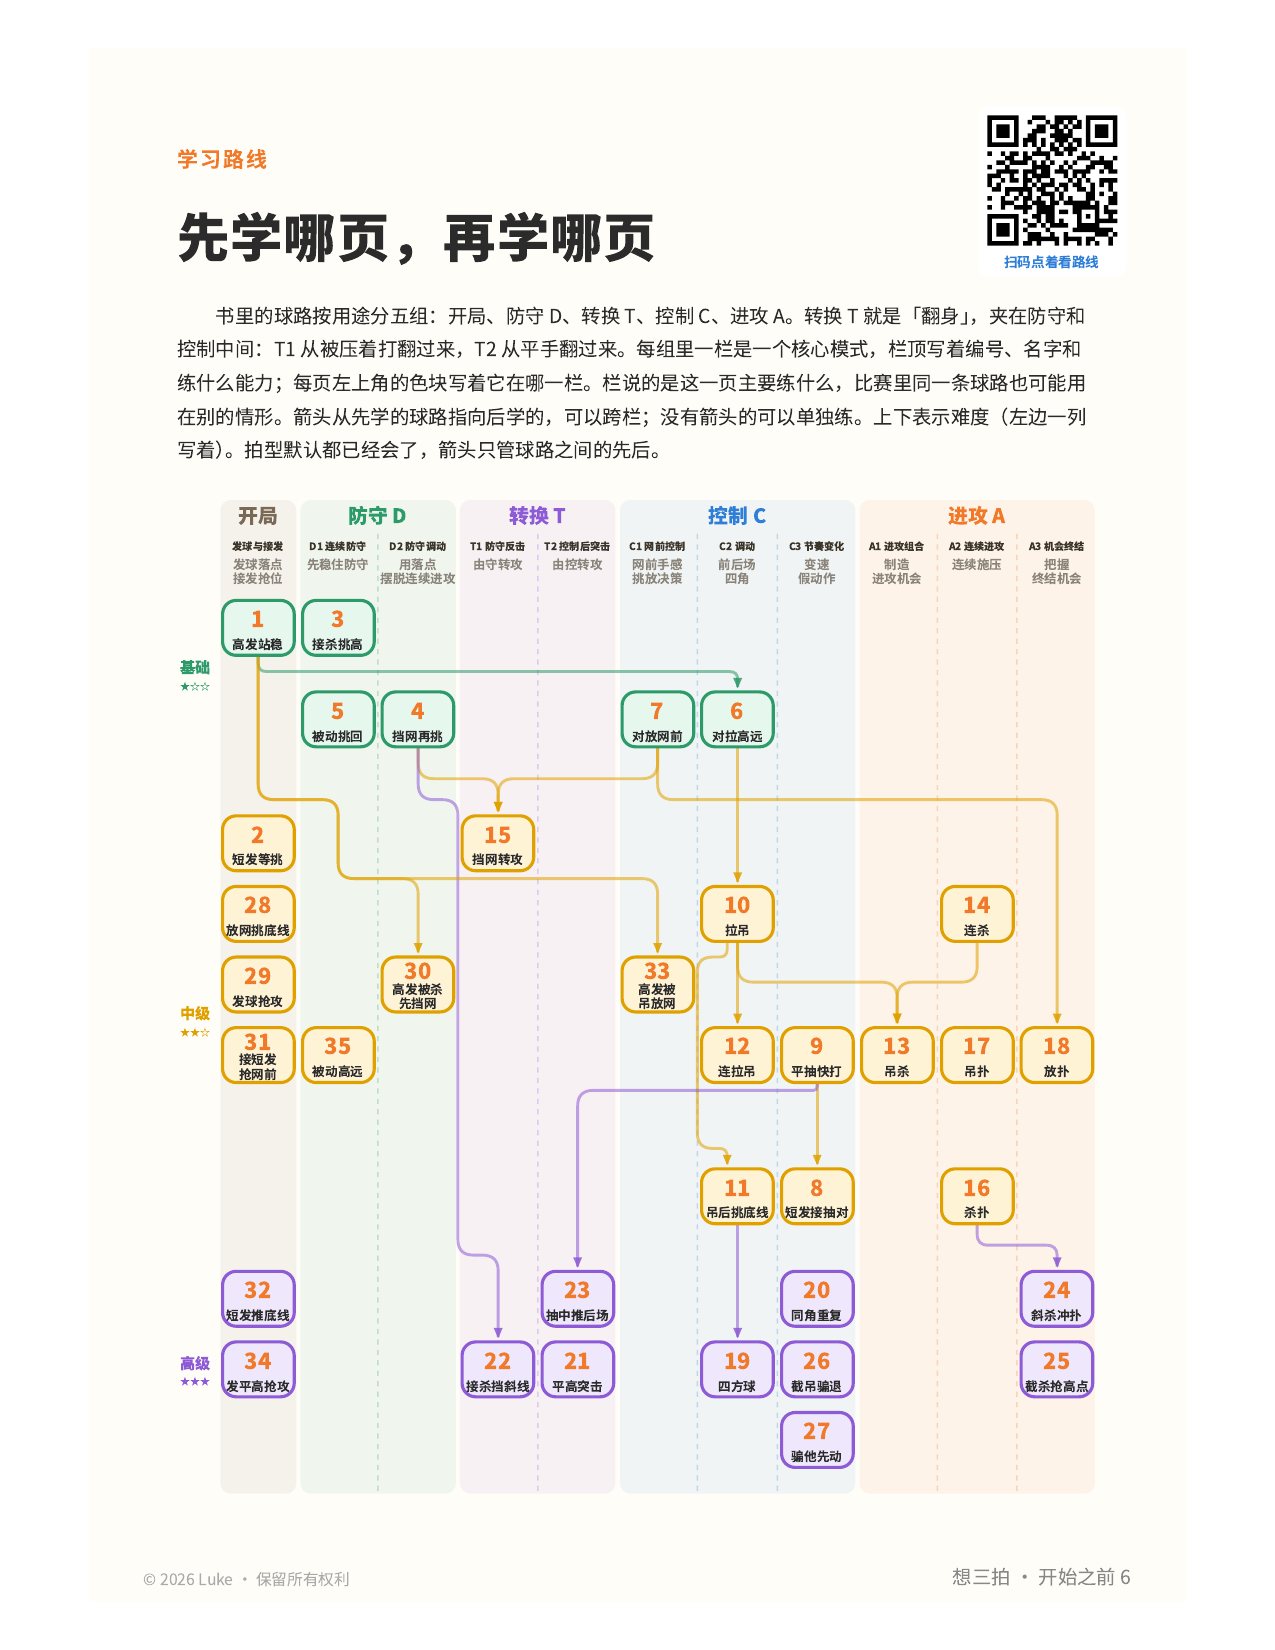 学习路线
扫码点着看路线
先学哪页，再学哪页
书里的球路按用途分五组：开局、防守 D、转换 T、控制 C、进攻 A。转换 T 就是「翻身」，夹在防守和
控制中间：T1 从被压着打翻过来，T2 从平手翻过来。每组里一栏是一个核心模式，栏顶写着编号、名字和
练什么能力；每页左上角的色块写着它在哪一栏。栏说的是这一页主要练什么，比赛里同一条球路也可能用
在别的情形。箭头从先学的球路指向后学的，可以跨栏；没有箭头的可以单独练。上下表示难度（左边一列
写着）。拍型默认都已经会了，箭头只管球路之间的先后。
开局 防守 D 转换 T 控制 C 进攻 A
发球与接发 D1 连续防守 D2 防守调动 T1 防守反击 T2 控制后突击 C1 网前控制 C2 调动 C3 节奏变化 A1 进攻组合 A2 连续进攻 A3 机会终结
发球落点 先稳住防守 用落点 由守转攻 由控转攻 网前手感 前后场 变速 制造 连续施压 把握
接发抢位 摆脱连续进攻 挑放决策 四角 假动作 进攻机会 终结机会
1 3
高发站稳 接杀挑高
基础
★☆☆
5 4 7 6
被动挑回 挡网再挑 对放网前 对拉高远
2 15
短发等挑 挡网转攻
28 10 14
放网挑底线 拉吊 连杀
29 30 33
发球抢攻 高发被杀 高发被
先挡网 吊放网
中级
★★☆
31 35 12 9 13 17 18
接短发 被动高远 连拉吊 平抽快打 吊杀 吊扑 放扑
抢网前
11 8 16
吊后挑底线 短发接抽对 杀扑
32 23 20 24
短发推底线 抽中推后场 同角重复 斜杀冲扑
高级
★★★
34 22 21 19 26 25
发平高抢攻 接杀挡斜线 平高突击 四方球 截吊骗退 截杀抢高点
27
骗他先动
© 2026 Luke · 保留所有权利
想三拍 · 开始之前 6